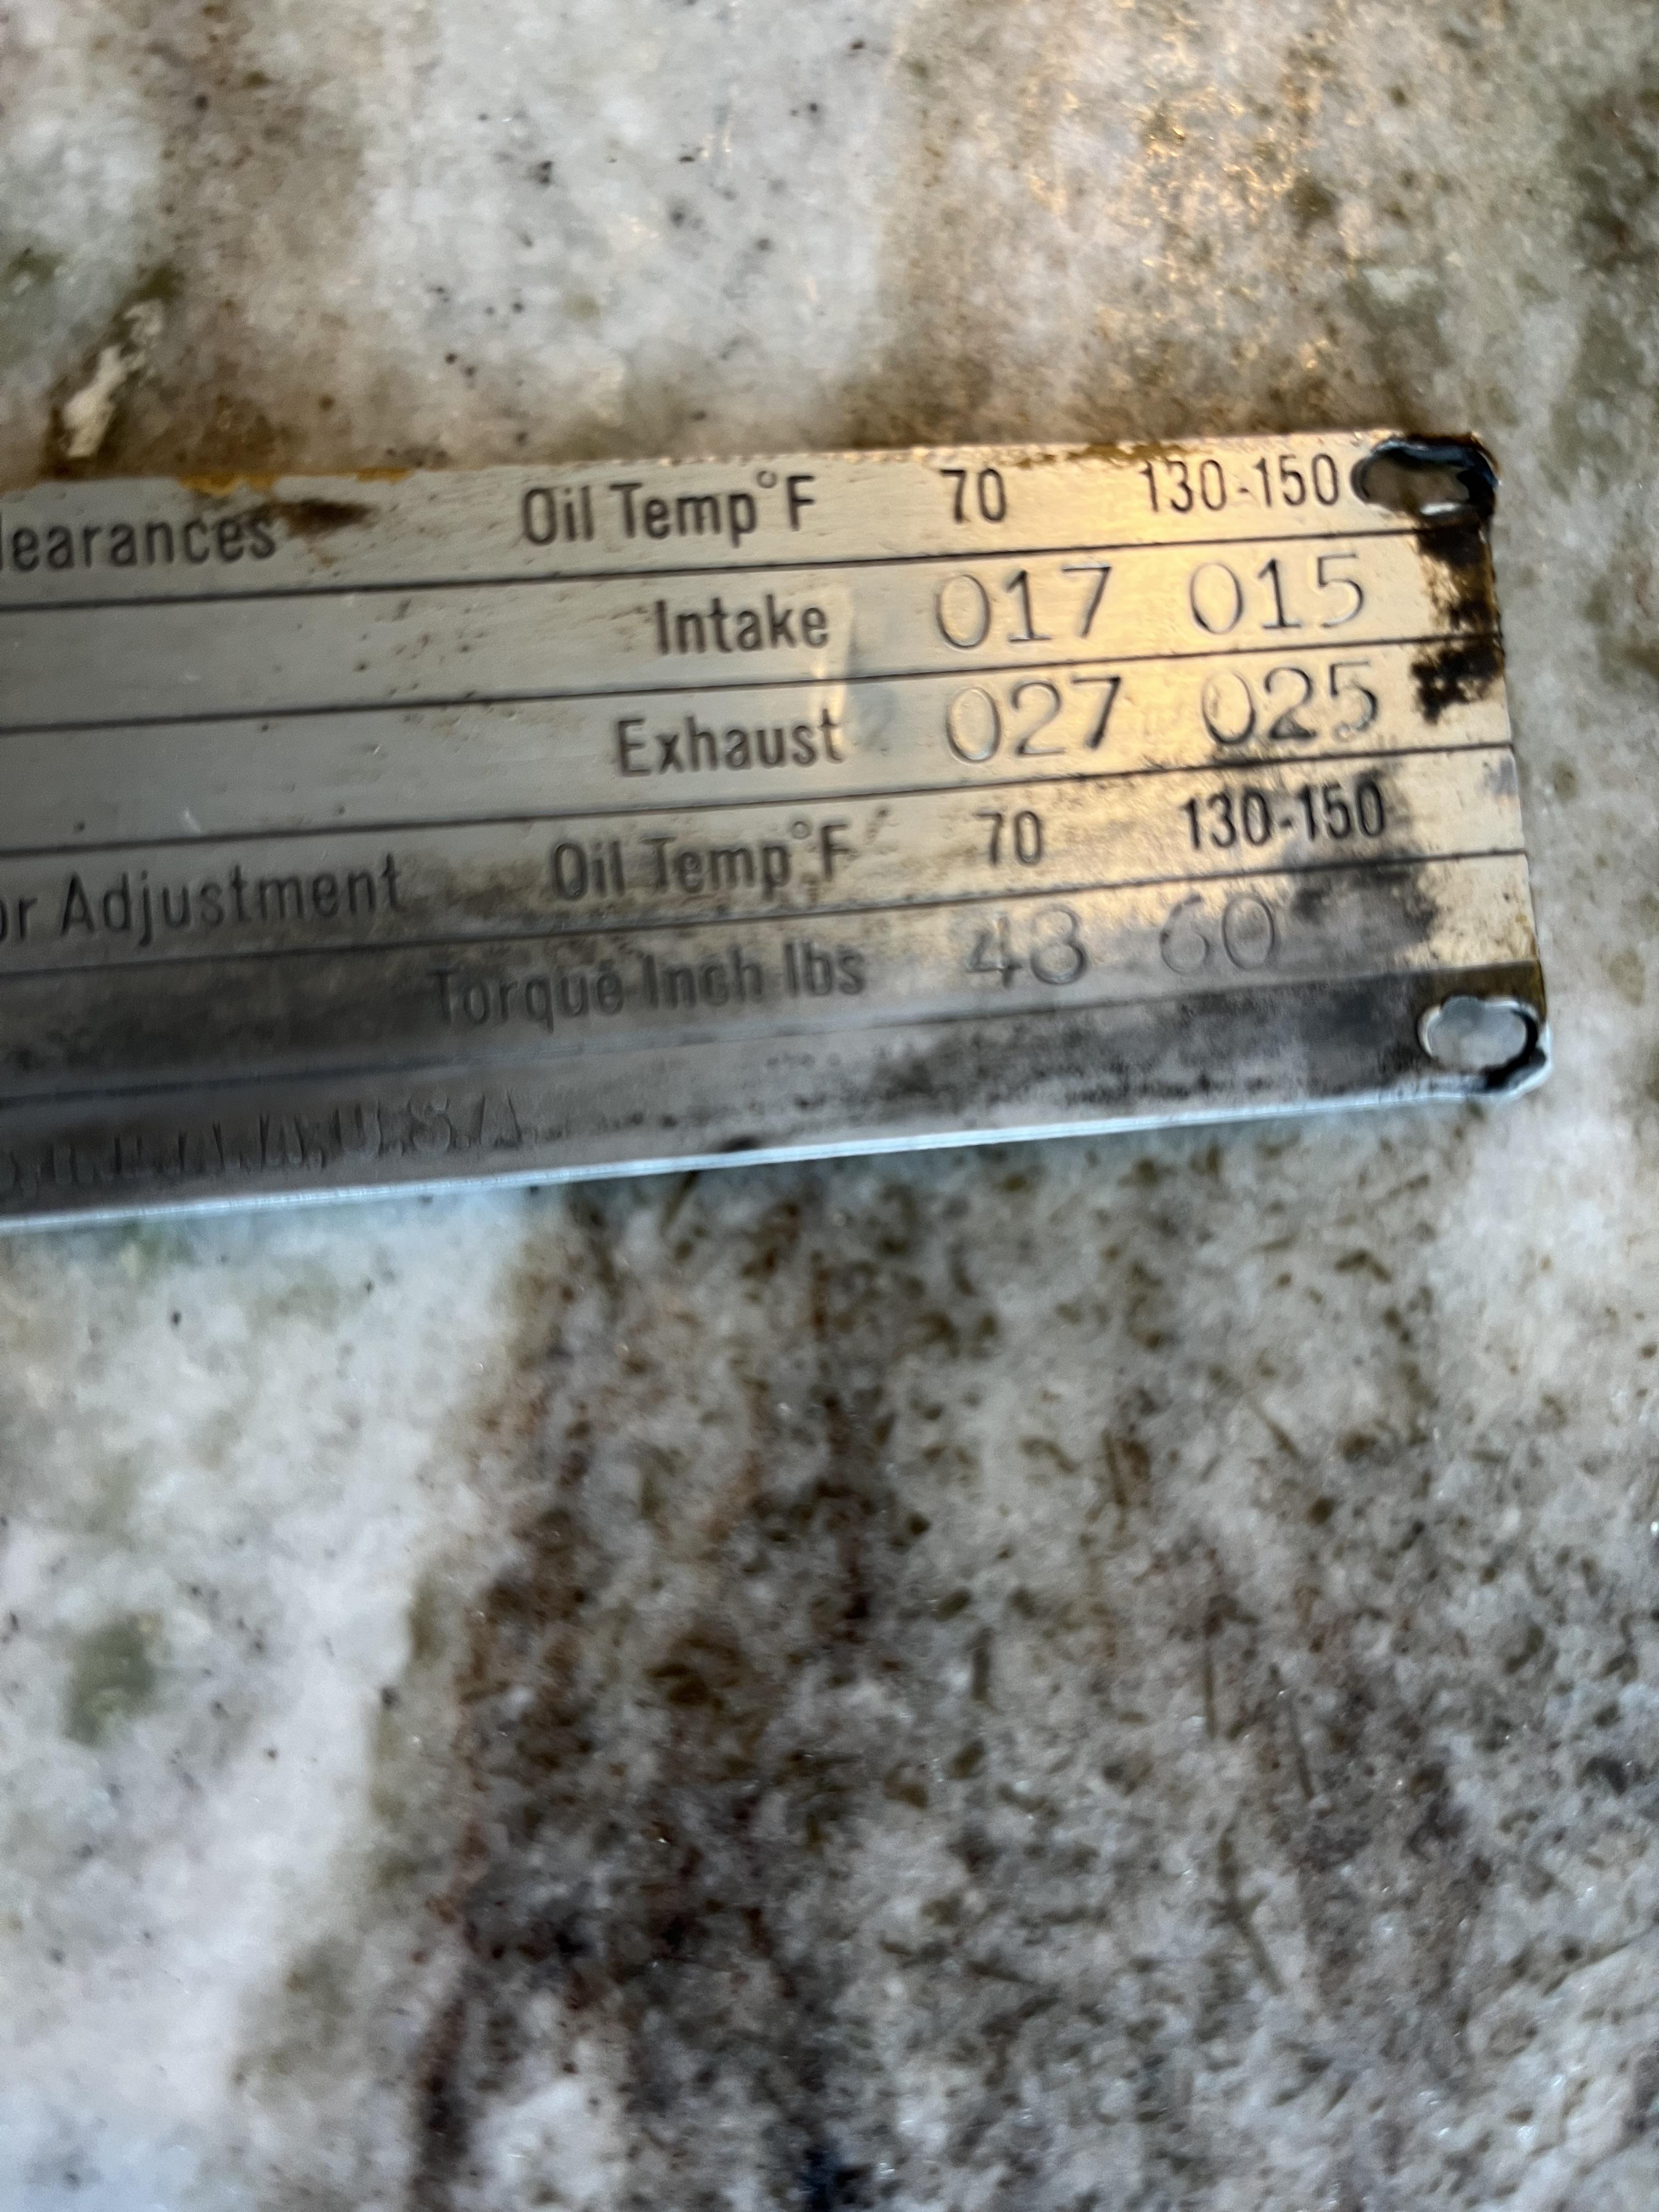 learances Oil Temp°F 70 130-150
Intake 017 015
Exhaust 027 025
or Adjustment Oil Temp°F 70 130-150
Torque Inch lbs 48 60
U.S.A.